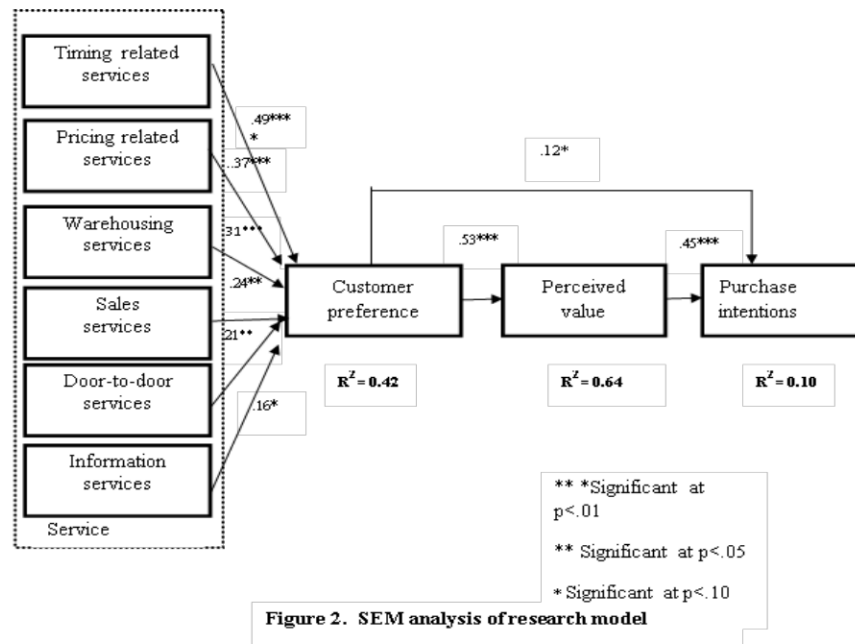 Timing related
services
Pricing related
services
Warehousing
services
Sales
services
Door-to-door
services
Information
services
Service
.49***
*
..37***
31***
.24**
21**
.16*
Customer
preference
.53***
Perceived
value
.45***
Purchase
intentions
.12*
R² = 0.42
R² = 0.64
R² = 0.10
** *Significant at
p<.01
** Significant at p<.05
* Significant at p<.10
Figure 2. SEM analysis of research model